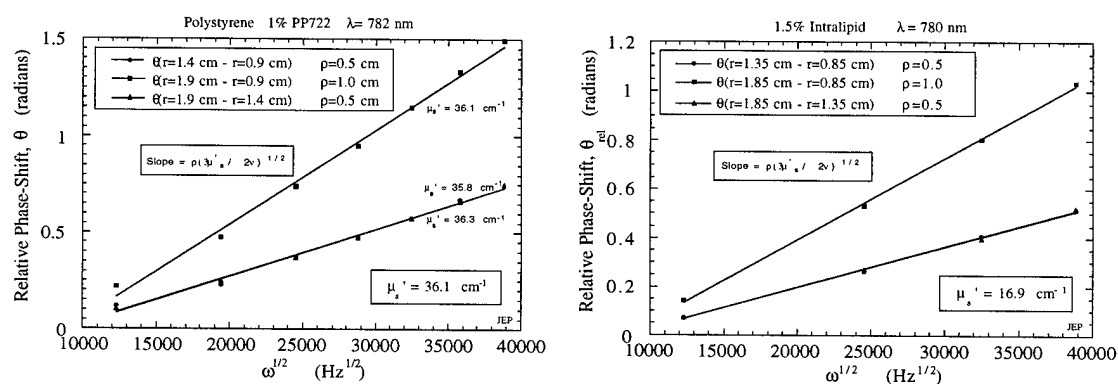 Polystyrene 1% PP722 λ= 782 nm
Relative Phase-Shift, θ (radians)
1.5
1
0.5
0
θ(r=1.4 cm - r=0.9 cm) ρ=0.5 cm
θ(r=1.9 cm - r=0.9 cm) ρ=1.0 cm
θ(r=1.9 cm - r=1.4 cm) ρ=0.5 cm
μs' = 36.1 cm-1
Slope = ρ(3μ's / 2v) 1/2
μs' = 35.8 cm-1
μs' = 36.3 cm-1
μs' = 36.1 cm-1
JEP
10000 15000 20000 25000 30000 35000 40000
ω1/2 (Hz1/2)
1.5% Intralipid λ = 780 nm
Relative Phase-Shift, θrel (radians)
1.2
1
0.8
0.6
0.4
0.2
0
θ(r=1.35 cm - r=0.85 cm) ρ=0.5
θ(r=1.85 cm - r=0.85 cm) ρ=1.0
θ(r=1.85 cm - r=1.35 cm) ρ=0.5
Slope = ρ(3μ's / 2v) 1/2
μs' = 16.9 cm-1
JEP
10000 15000 20000 25000 30000 35000 40000
ω1/2 (Hz1/2)